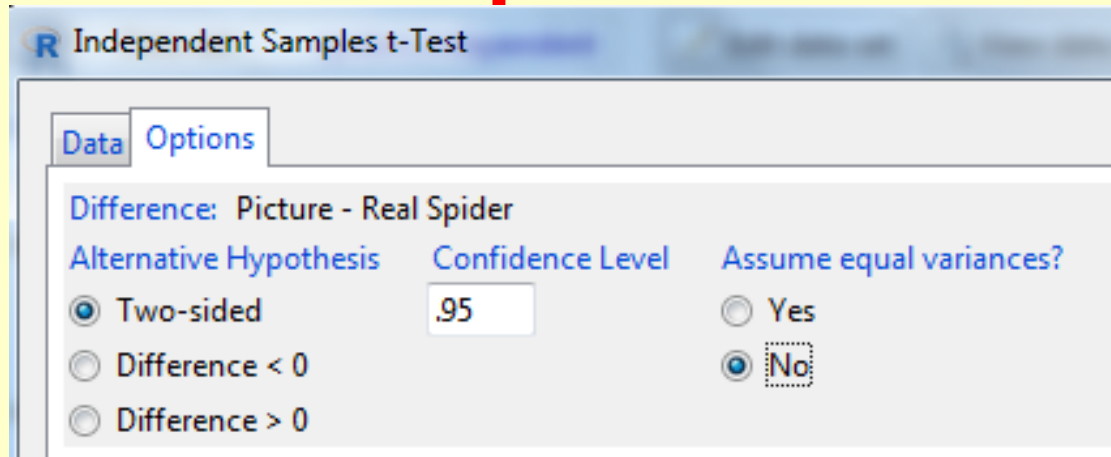 R Independent Samples t-Test
Data Options
Difference: Picture - Real Spider
Alternative Hypothesis Confidence Level Assume equal variances?
Two-sided .95 Yes
Difference < 0 No
Difference > 0